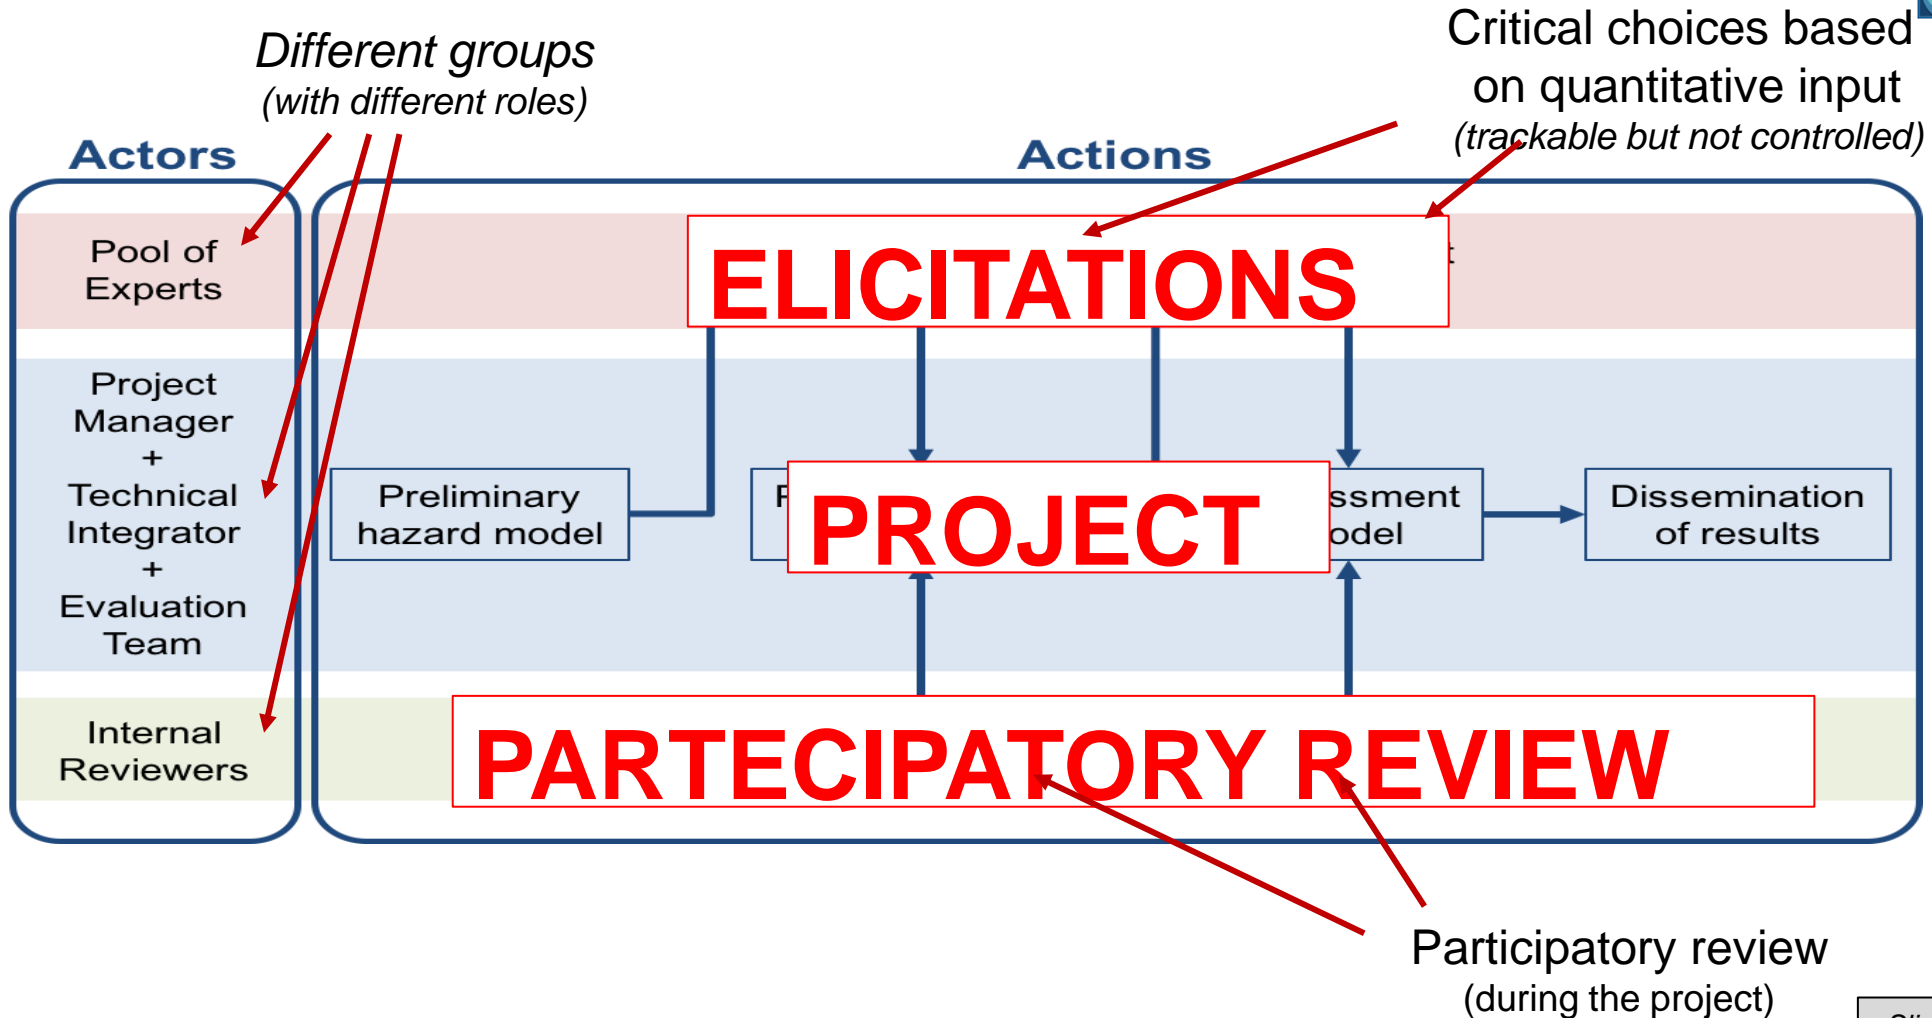 Different groups
(with different roles)
Critical choices based
on quantitative input
(trackable but not controlled)
Actors
Actions
Pool of
Experts
ELICITATIONS
Project
Manager
+
Technical
Integrator
+
Evaluation
Team
Preliminary
hazard model
PROJECT
ssment
odel
Dissemination
of results
Internal
Reviewers
PARTECIPATORY REVIEW
Participatory review
(during the project)